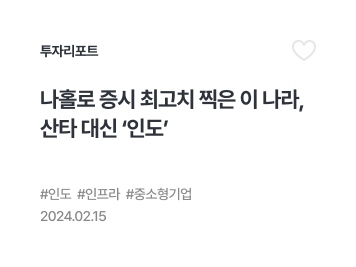 투자리포트
나홀로 증시 최고치 찍은 이 나라,
산타 대신 ‘인도’
#인도 #인프라 #중소형기업
2024.02.15